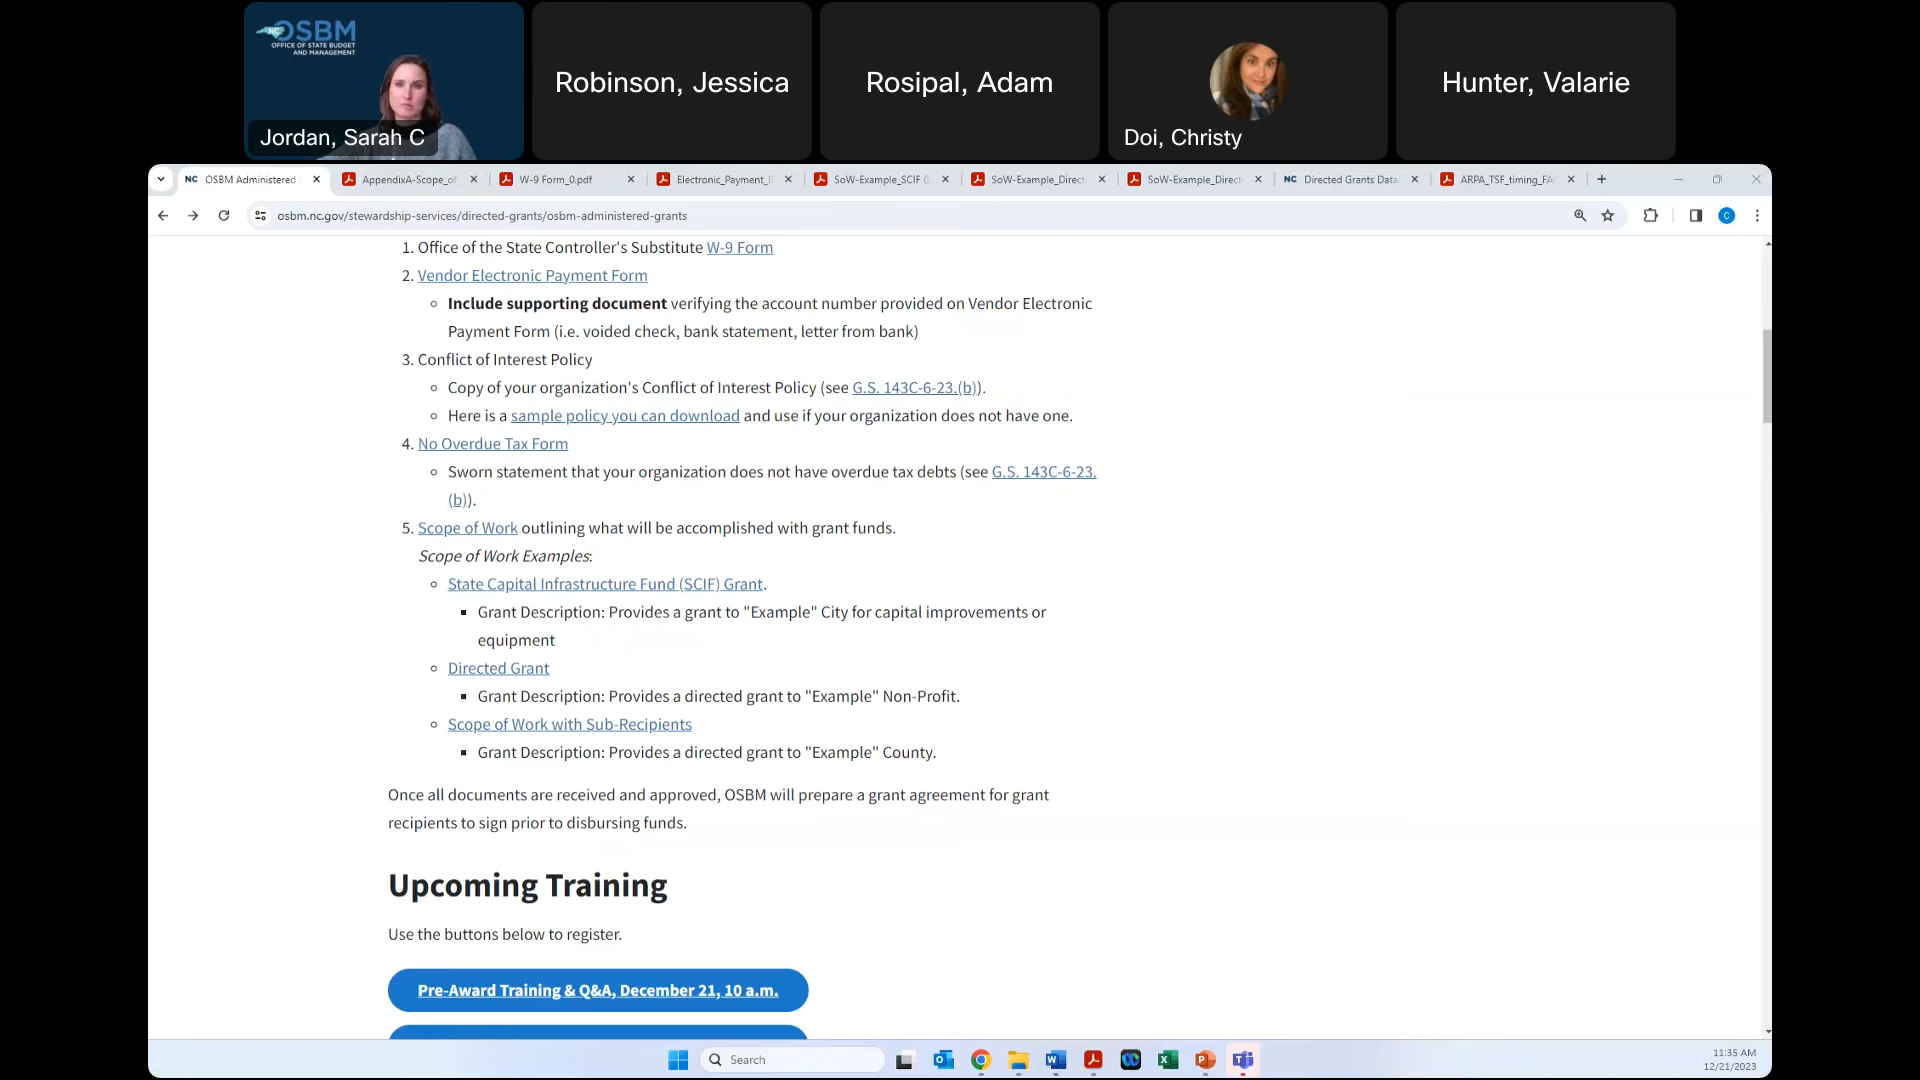 NC OSBM
OFFICE OF STATE BUDGET
AND MANAGEMENT
Jordan, Sarah C
Robinson, Jessica
Rosipal, Adam
Doi, Christy
Hunter, Valarie
NC OSBM Administered
AppendixA-Scope_of
W-9 Form_0.pdf
Electronic_Payment_
SoW-Example_SCIF G
SoW-Example_Direct
SoW-Example_Direct
NC Directed Grants Data
ARPA_TSF_timing_FA
osbm.nc.gov/stewardship-services/directed-grants/osbm-administered-grants
C
1. Office of the State Controller's Substitute W-9 Form
2. Vendor Electronic Payment Form
Include supporting document verifying the account number provided on Vendor Electronic
Payment Form (i.e. voided check, bank statement, letter from bank)
3. Conflict of Interest Policy
Copy of your organization's Conflict of Interest Policy (see G.S. 143C-6-23.(b)).
Here is a sample policy you can download and use if your organization does not have one.
4. No Overdue Tax Form
Sworn statement that your organization does not have overdue tax debts (see G.S. 143C-6-23.
(b)).
5. Scope of Work outlining what will be accomplished with grant funds.
Scope of Work Examples:
State Capital Infrastructure Fund (SCIF) Grant.
Grant Description: Provides a grant to "Example" City for capital improvements or
equipment
Directed Grant
Grant Description: Provides a directed grant to "Example" Non-Profit.
Scope of Work with Sub-Recipients
Grant Description: Provides a directed grant to "Example" County.
Once all documents are received and approved, OSBM will prepare a grant agreement for grant
recipients to sign prior to disbursing funds.
Upcoming Training
Use the buttons below to register.
Pre-Award Training & Q&A, December 21, 10 a.m.
Search
11:35 AM
12/21/2023